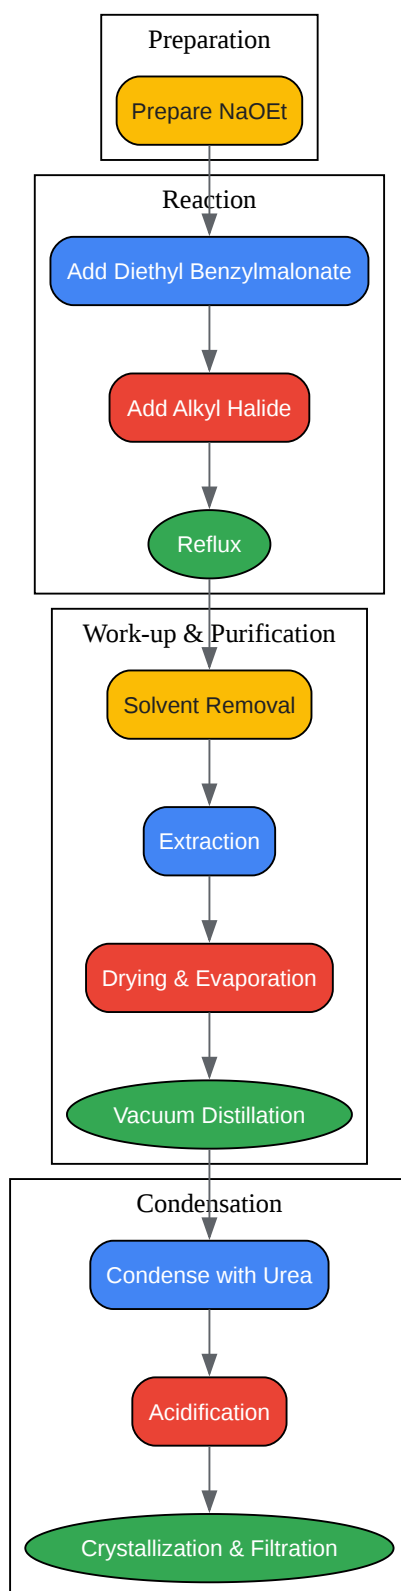 Preparation
Prepare NaOEt
Reaction
Add Diethyl Benzylmalonate
Add Alkyl Halide
Reflux
Work-up & Purification
Solvent Removal
Extraction
Drying & Evaporation
Vacuum Distillation
Condensation
Condense with Urea
Acidification
Crystallization & Filtration